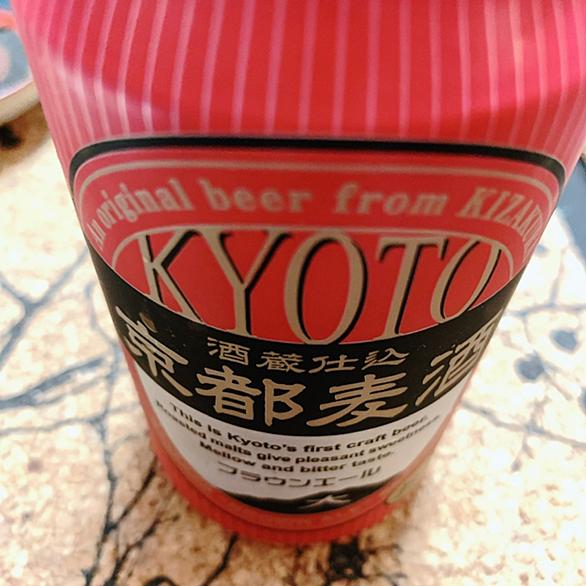 An original beer from KIZAKURA
KYOTO
酒蔵仕込
京都麦酒
This is Kyoto's first craft beer.
Roasted malts give pleasant sweetness.
Mellow and bitter taste.
ブラウンエール
大